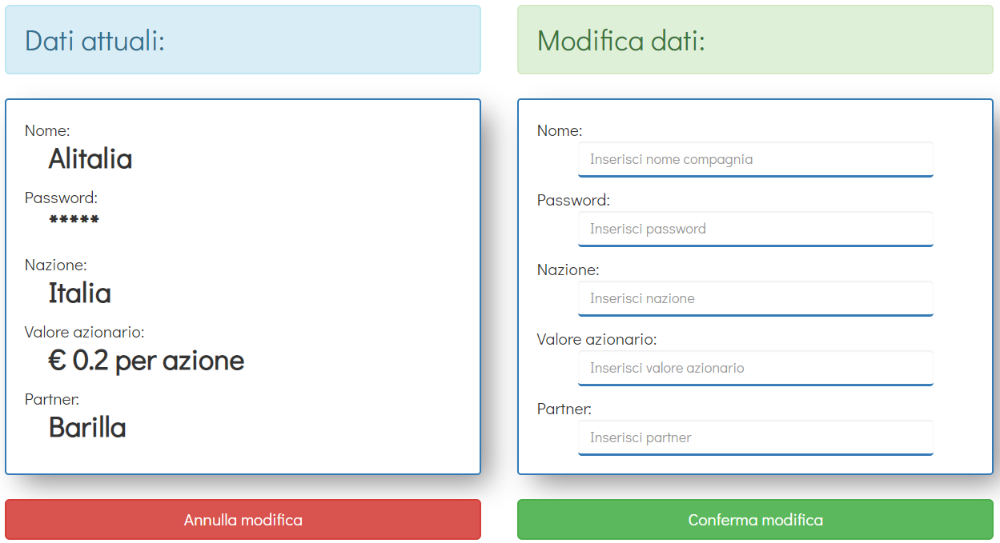 Dati attuali:
Nome:
Alitalia
Password:
*****
Nazione:
Italia
Valore azionario:
€ 0.2 per azione
Partner:
Barilla
Annulla modifica
Modifica dati:
Nome:
Inserisci nome compagnia
Password:
Inserisci password
Nazione:
Inserisci nazione
Valore azionario:
Inserisci valore azionario
Partner:
Inserisci partner
Conferma modifica